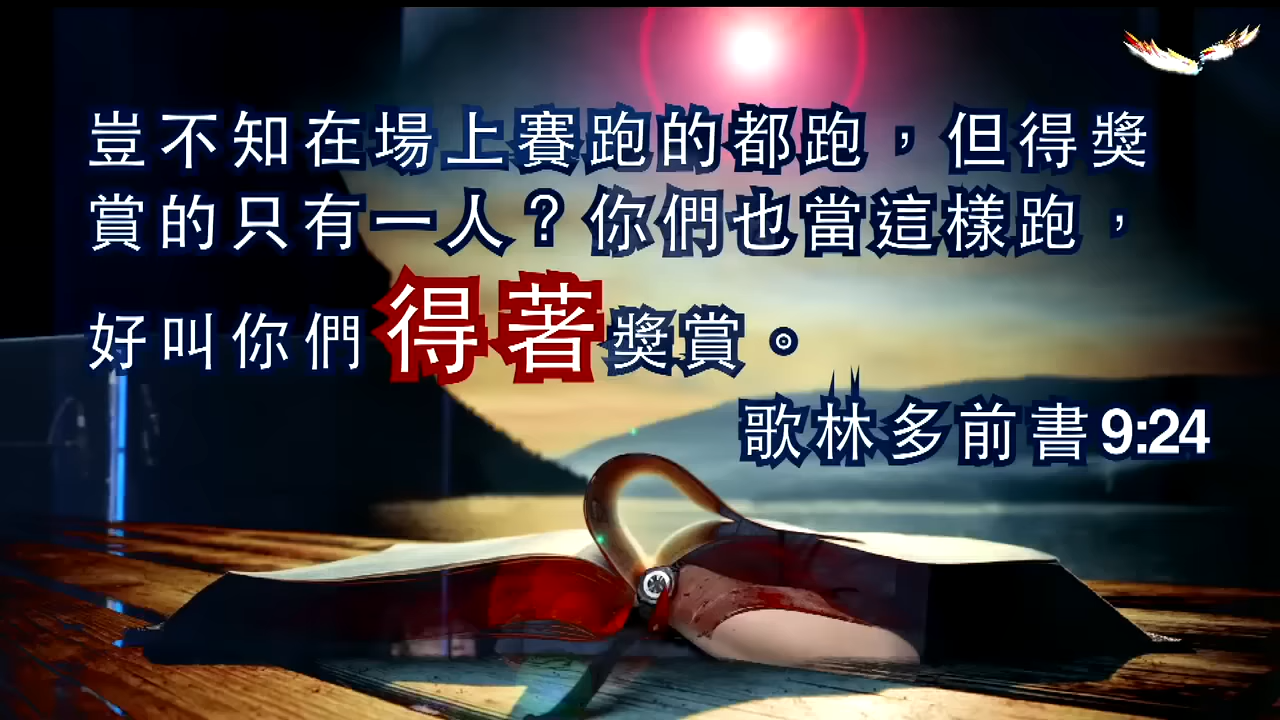 豈不知在場上賽跑的都跑，但得獎
賞的只有一人？你們也當這樣跑，
好叫你們得著獎賞。
歌林多前書9:24